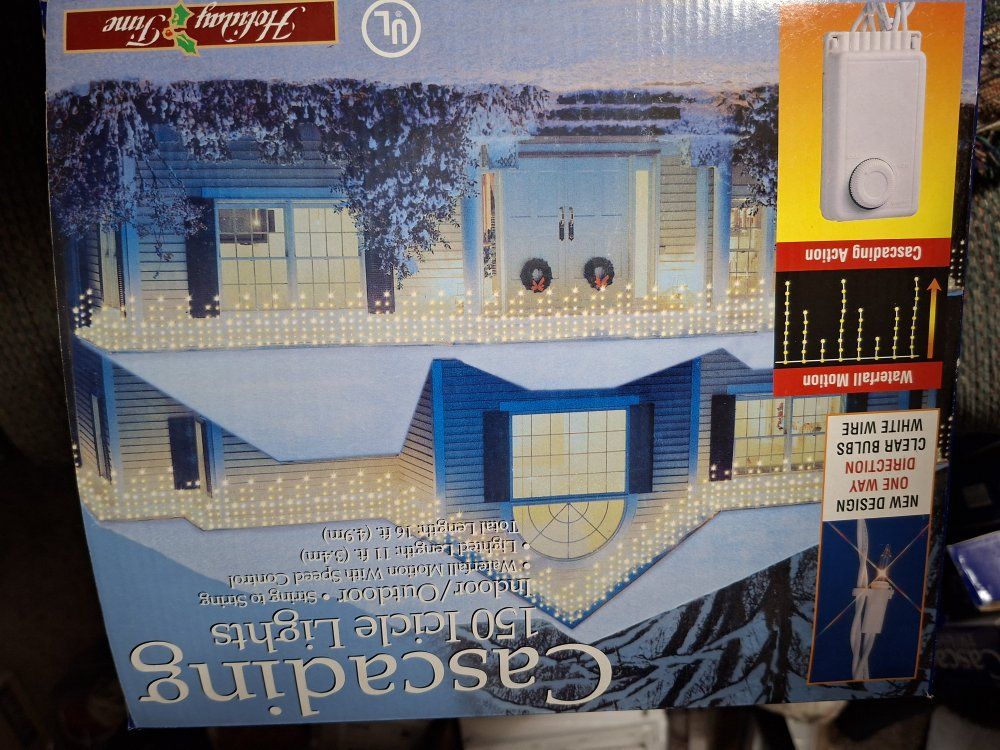 Cascading
150 Icicle Lights
Indoor/Outdoor • String to String
• Waterfall Motion With Speed Control
• Lighted Length: 11 ft. (3.4m)
Total Length: 16 ft. (4.9m)
NEW DESIGN
ONE WAY
DIRECTION
CLEAR BULBS
WHITE WIRE
Waterfall Motion
Cascading Action
UL
Holiday
Time